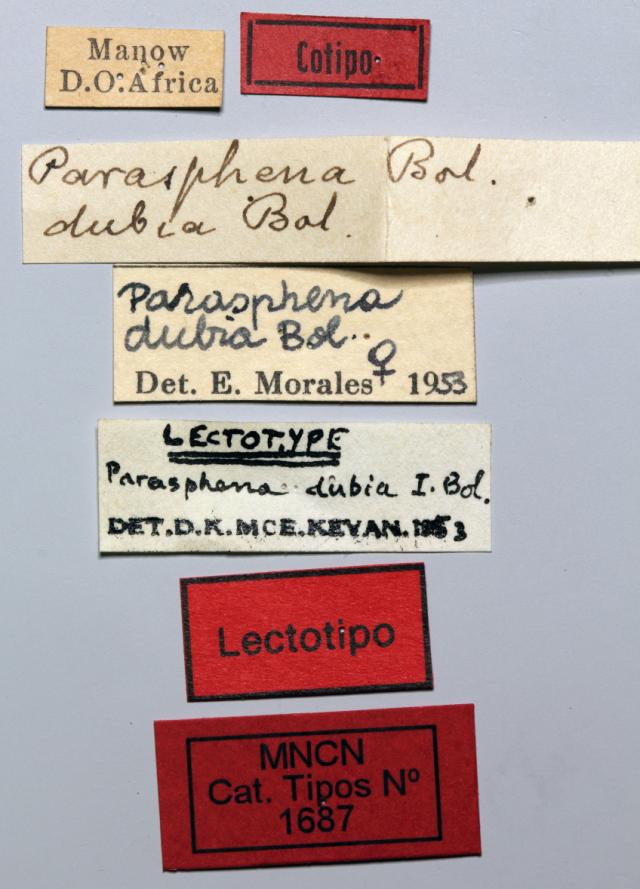 Manow
D.O.Africa
Cotipo
Parasphena Bol.
dubia Bol.
Parasphena
dubia Bol.
♀
Det. E. Morales 1953
LECTOTYPE
Parasphena dubia I. Bol.
DET.D.K.MCE.KEVAN.1953
Lectotipo
MNCN
Cat. Tipos Nº
1687